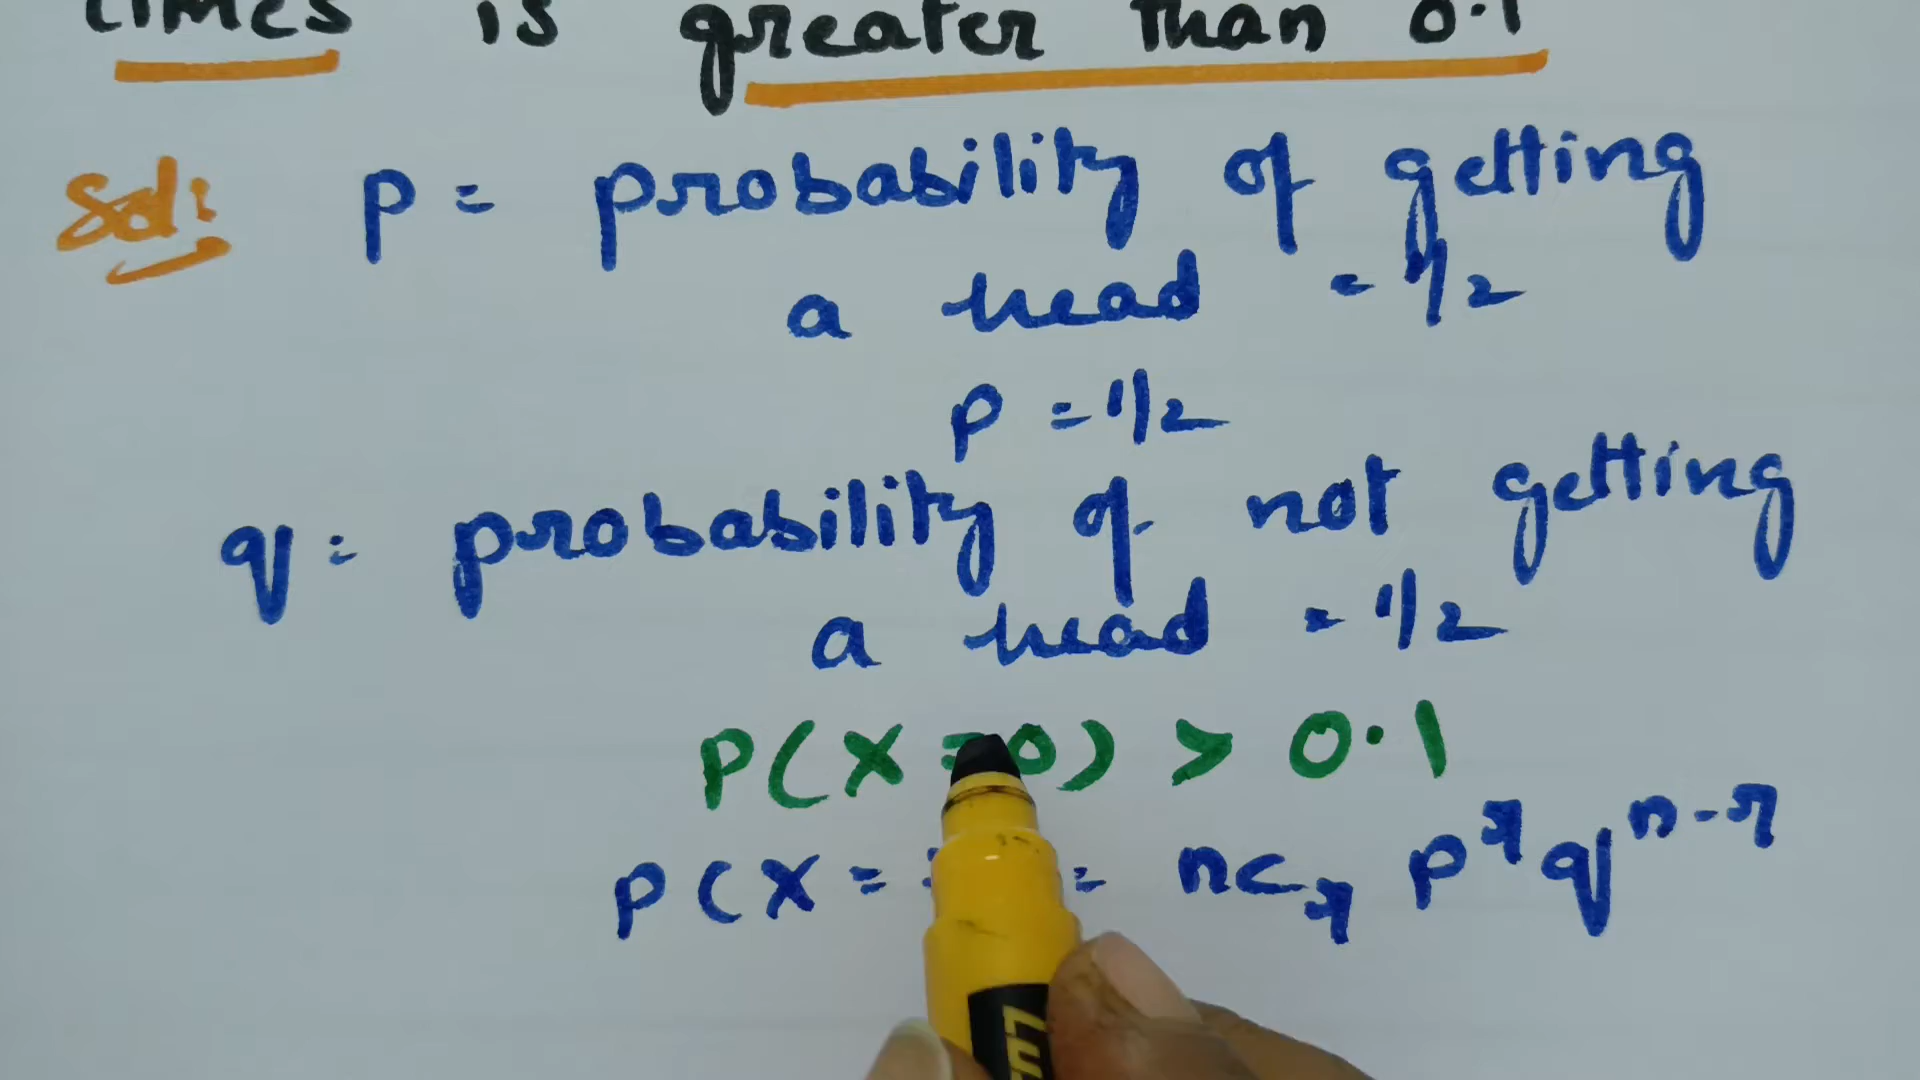 times is greater than 0.1
Sol:
p = probability of getting
a head = 1/2
p = 1/2
q = probability of not getting
a head = 1/2
P(X=0) > 0.1
P(X = = nCx p^x q^n-x